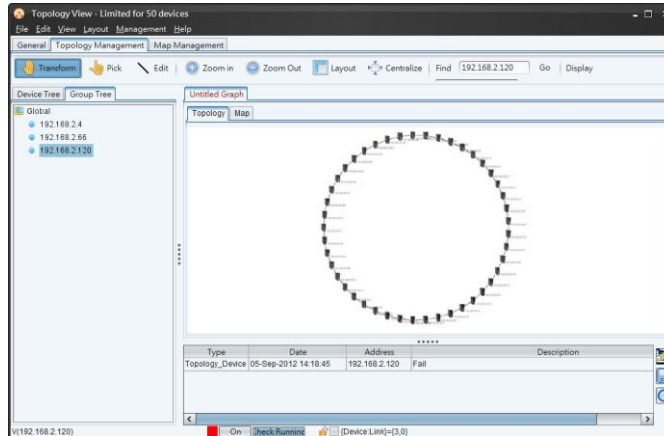 Topology View - Limited for 50 devices
File Edit View Layout Management Help
General Topology Management Map Management
Transform Pick Edit Zoom in Zoom Out Layout Centralize Find 192.168.2.120 Go Display
Device Tree Group Tree
Untitled Graph
Global
192.168.2.4
192.168.2.66
192.168.2.120
Topology Map
Type Date Address Description
Topology_Device 05-Sep-2012 14:18:45 192.168.2.120 Fail
V(192.168.2.120) On Check Running {Device:Link}={3,0}